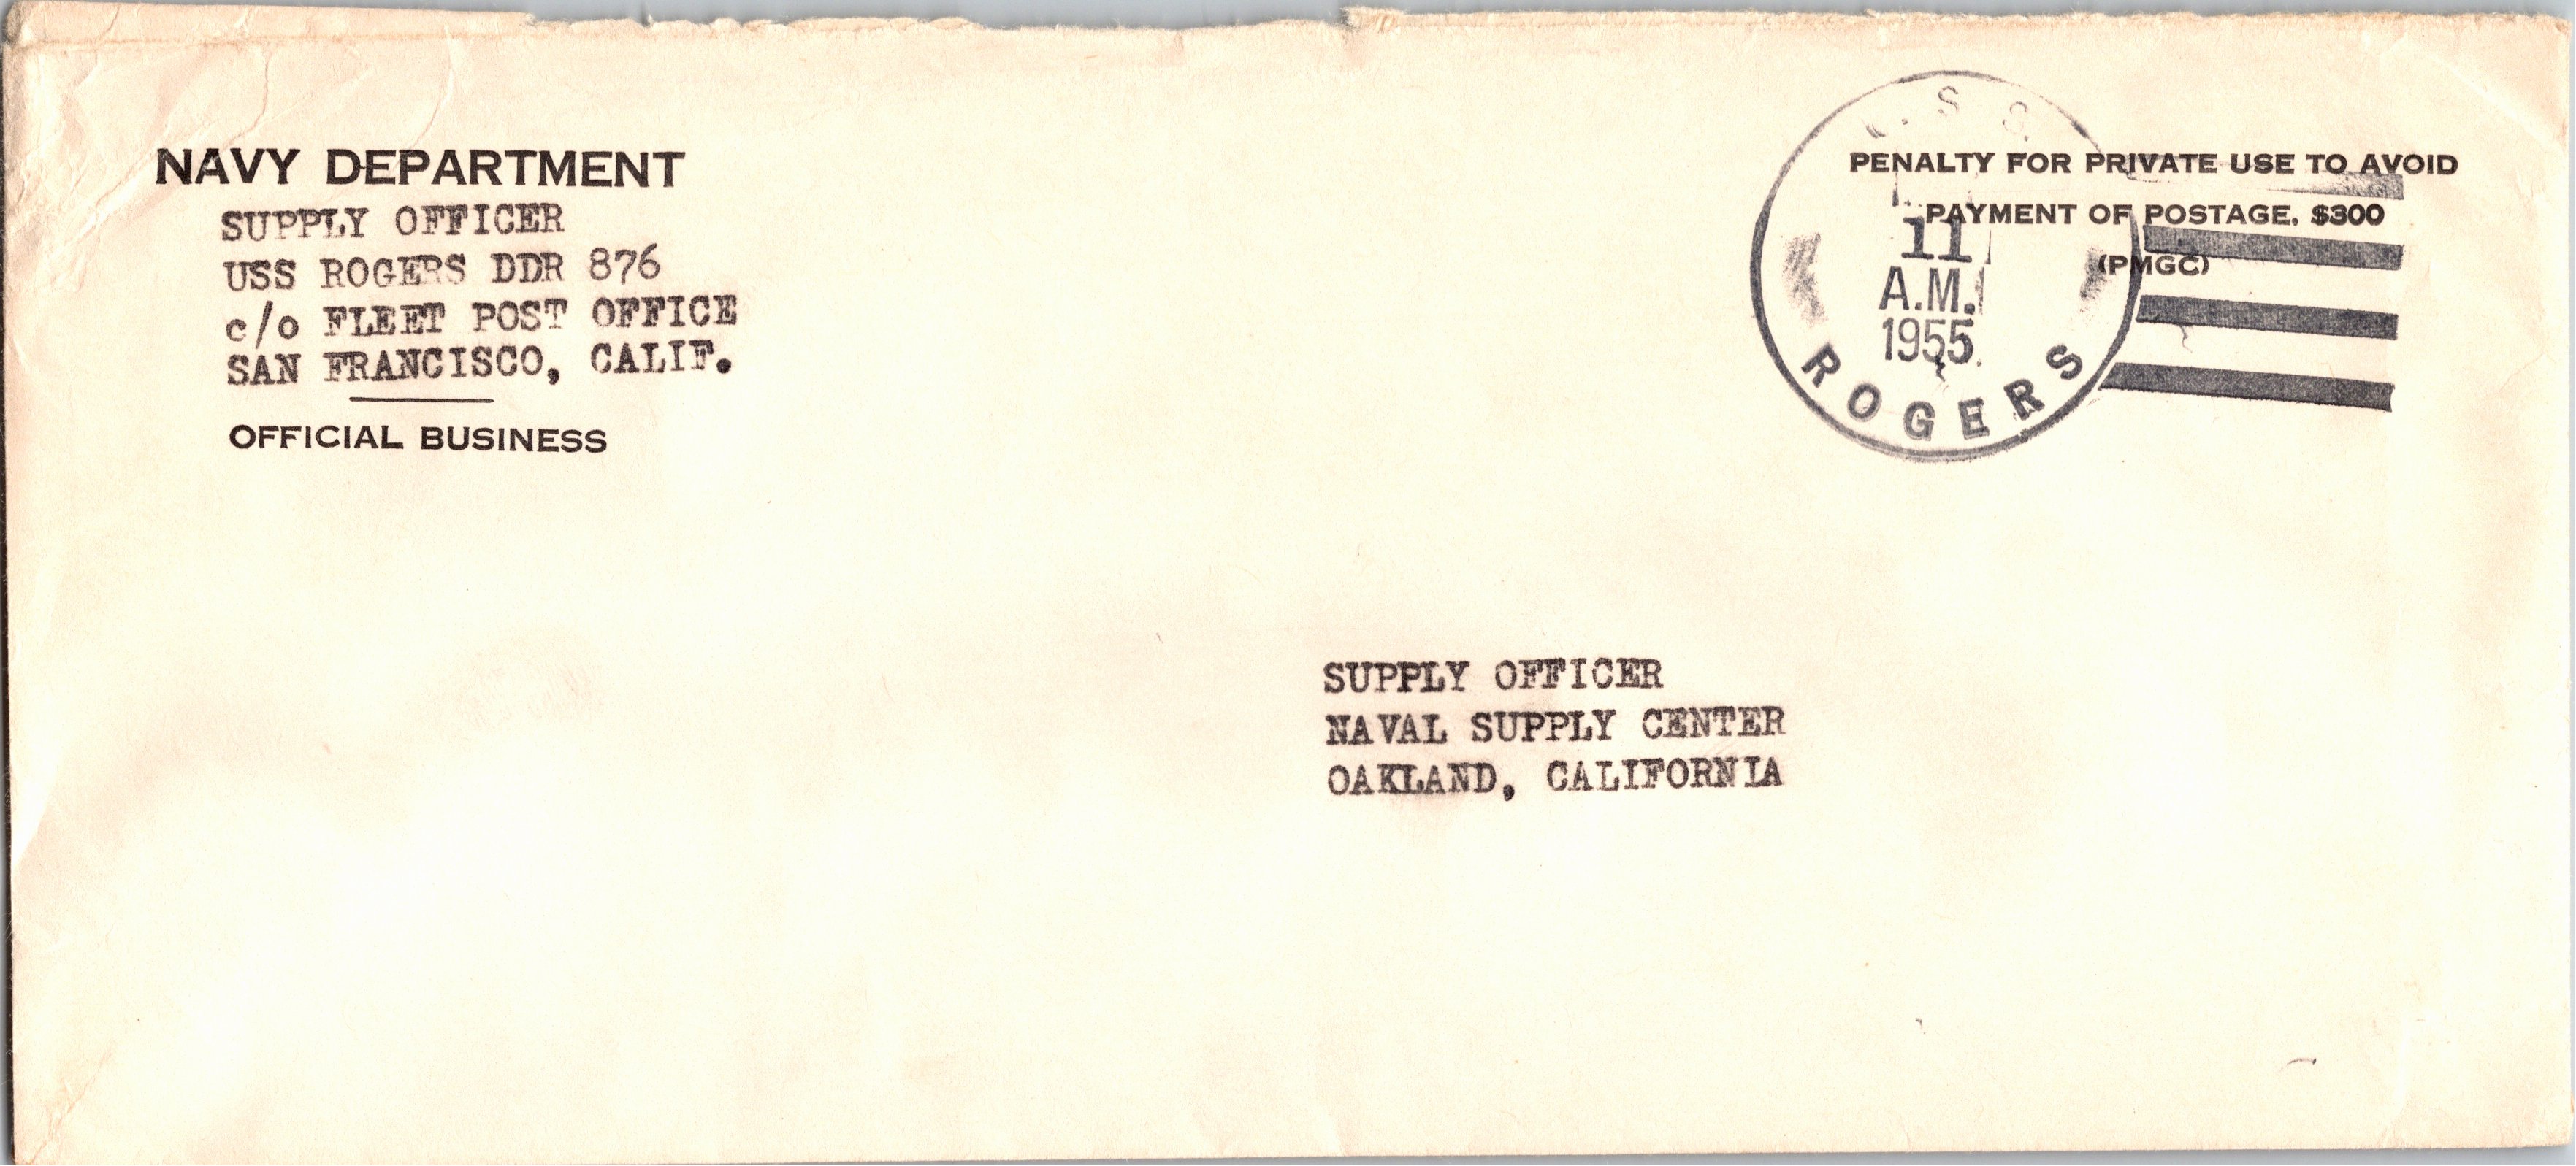 NAVY DEPARTMENT
SUPPLY OFFICER
USS ROGERS DDR 876
c/o FLEET POST OFFICE
SAN FRANCISCO, CALIF.
OFFICIAL BUSINESS
PENALTY FOR PRIVATE USE TO AVOID
PAYMENT OF POSTAGE, $300
(PMGC)
11
A.M.
1955
ROGERS
SUPPLY OFFICER
NAVAL SUPPLY CENTER
OAKLAND, CALIFORNIA